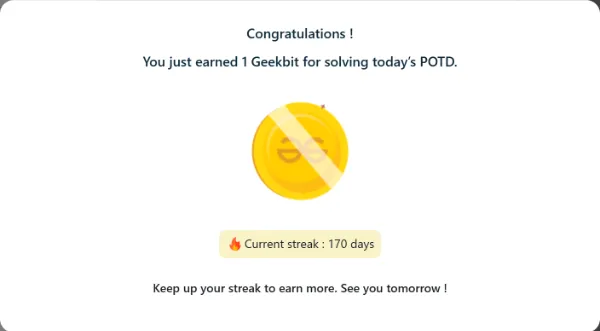 Congratulations !
You just earned 1 Geekbit for solving today's POTD.
Current streak : 170 days
Keep up your streak to earn more. See you tomorrow !